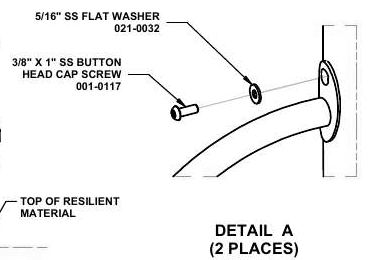 5/16" SS FLAT WASHER
021-0032
3/8" X 1" SS BUTTON
HEAD CAP SCREW
001-0117
TOP OF RESILIENT
MATERIAL
DETAIL A
(2 PLACES)